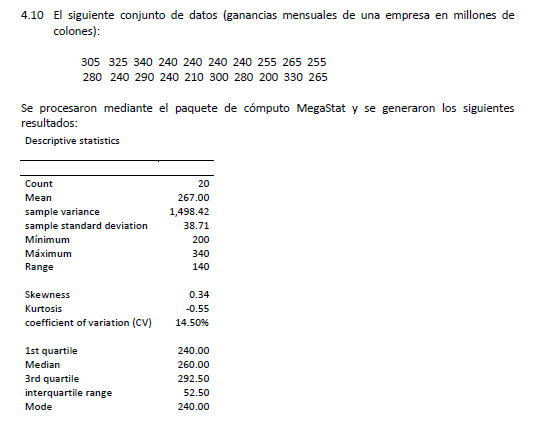 4.10 El siguiente conjunto de datos (ganancias mensuales de una empresa en millones de
colones):
305 325 340 240 240 240 240 255 265 255
280 240 290 240 210 300 280 200 330 265
Se procesaron mediante el paquete de cómputo MegaStat y se generaron los siguientes
resultados:
Descriptive statistics
Count 20
Mean 267.00
sample variance 1,498.42
sample standard deviation 38.71
Mínimum 200
Máximum 340
Range 140
Skewness 0.34
Kurtosis -0.55
coefficient of variation (CV) 14.50%
1st quartile 240.00
Median 260.00
3rd quartile 292.50
interquartile range 52.50
Mode 240.00